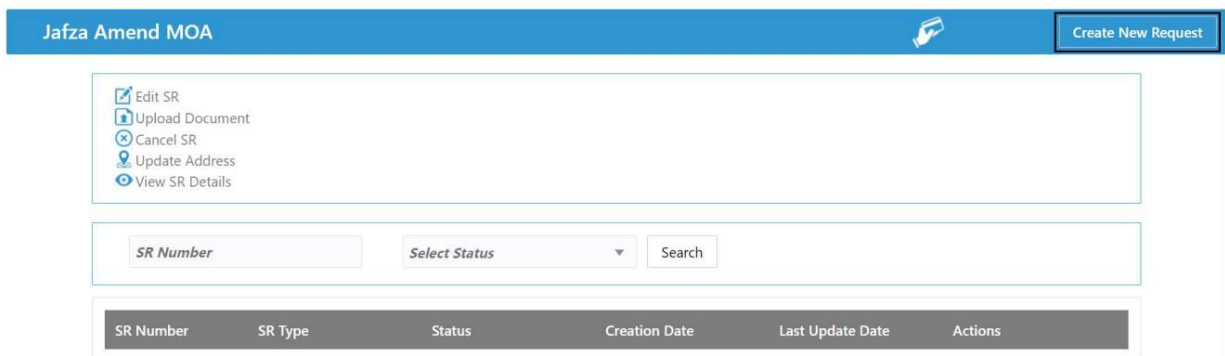 Jafza Amend MOA Create New Request
Edit SR
Upload Document
Cancel SR
Update Address
View SR Details
SR Number Select Status Search
SR Number SR Type Status Creation Date Last Update Date Actions